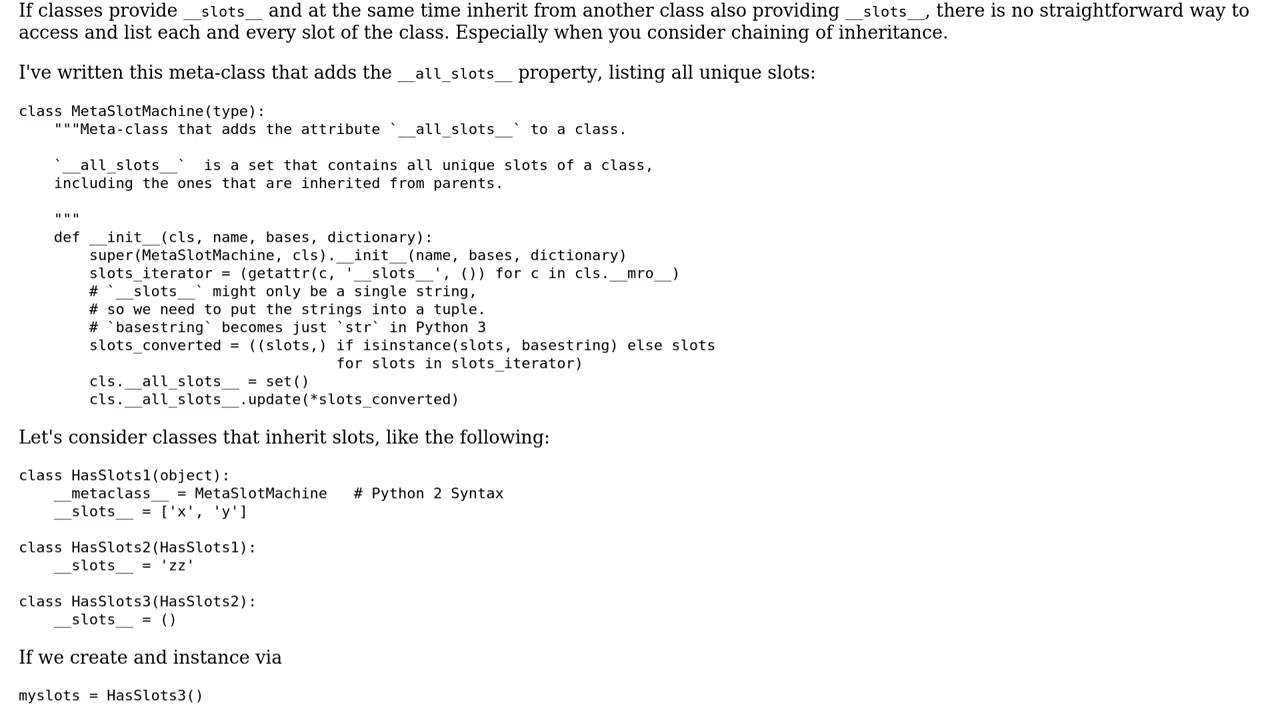 If classes provide __slots__ and at the same time inherit from another class also providing __slots__, there is no straightforward way to
access and list each and every slot of the class. Especially when you consider chaining of inheritance.
I've written this meta-class that adds the __all_slots__ property, listing all unique slots:
class MetaSlotMachine(type):
    """Meta-class that adds the attribute `__all_slots__` to a class.
    `__all_slots__`  is a set that contains all unique slots of a class,
    including the ones that are inherited from parents.
    """
    def __init__(cls, name, bases, dictionary):
        super(MetaSlotMachine, cls).__init__(name, bases, dictionary)
        slots_iterator = (getattr(c, '__slots__', ()) for c in cls.__mro__)
        # `__slots__` might only be a single string,
        # so we need to put the strings into a tuple.
        # `basestring` becomes just `str` in Python 3
        slots_converted = ((slots,) if isinstance(slots, basestring) else slots
                                    for slots in slots_iterator)
        cls.__all_slots__ = set()
        cls.__all_slots__.update(*slots_converted)
Let's consider classes that inherit slots, like the following:
class HasSlots1(object):
    __metaclass__ = MetaSlotMachine   # Python 2 Syntax
    __slots__ = ['x', 'y']
class HasSlots2(HasSlots1):
    __slots__ = 'zz'
class HasSlots3(HasSlots2):
    __slots__ = ()
If we create and instance via
myslots = HasSlots3()